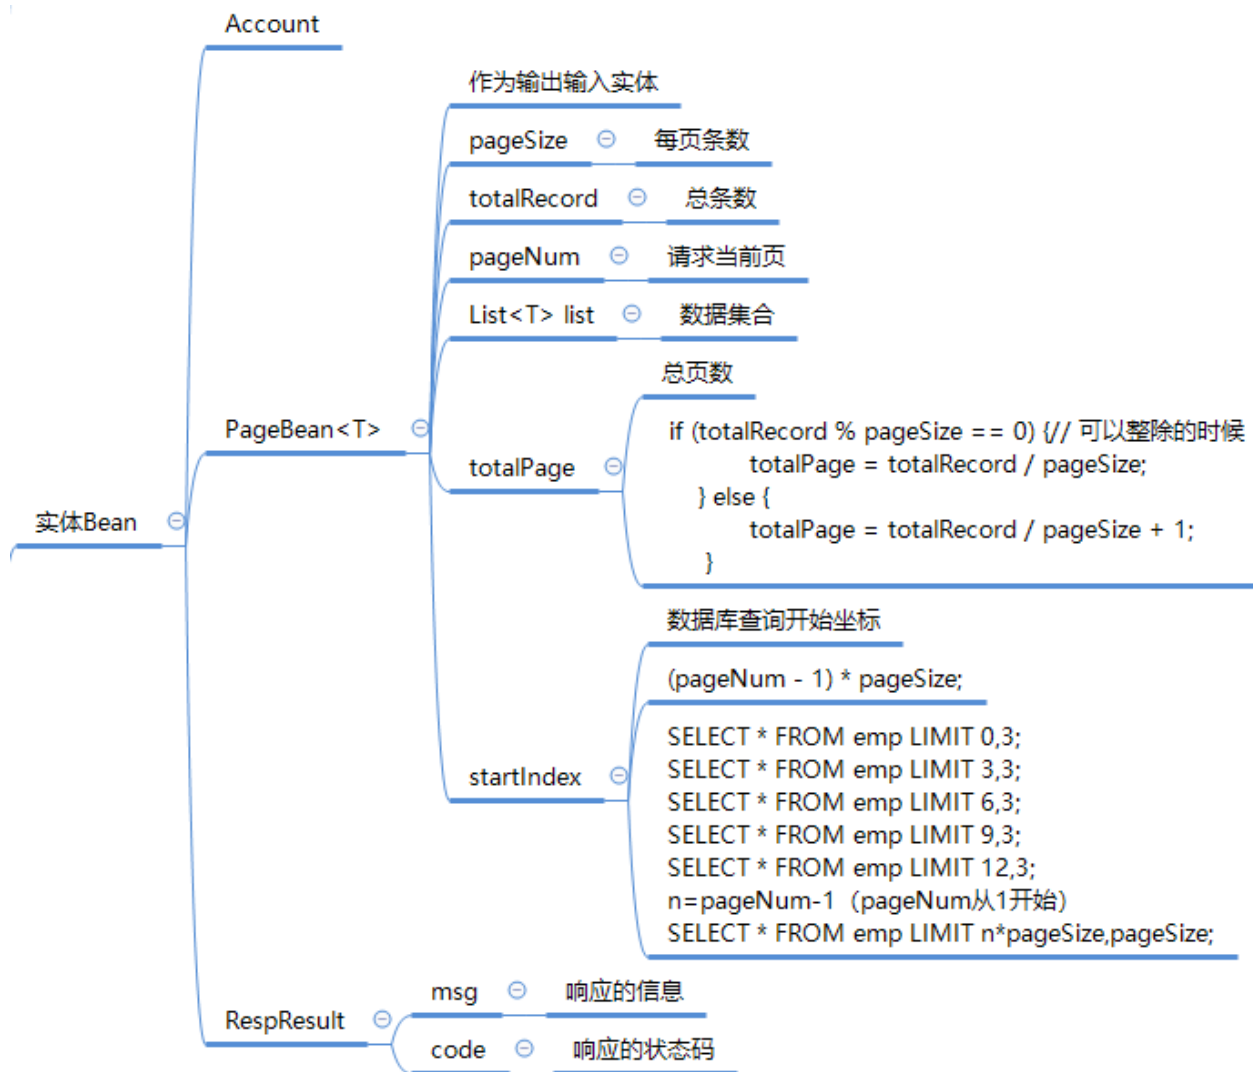 Account
作为输出输入实体
pageSize 每页条数
totalRecord 总条数
pageNum 请求当前页
List<T> list 数据集合
总页数
PageBean<T>
if (totalRecord % pageSize == 0) {// 可以整除的时候
totalPage = totalRecord / pageSize;
totalPage
} else {
totalPage = totalRecord / pageSize + 1;
}
实体Bean
数据库查询开始坐标
(pageNum - 1) * pageSize;
SELECT * FROM emp LIMIT 0,3;
SELECT * FROM emp LIMIT 3,3;
startIndex
SELECT * FROM emp LIMIT 6,3;
SELECT * FROM emp LIMIT 9,3;
SELECT * FROM emp LIMIT 12,3;
n=pageNum-1（pageNum从1开始）
SELECT * FROM emp LIMIT n*pageSize,pageSize;
msg 响应的信息
RespResult
code 响应的状态码